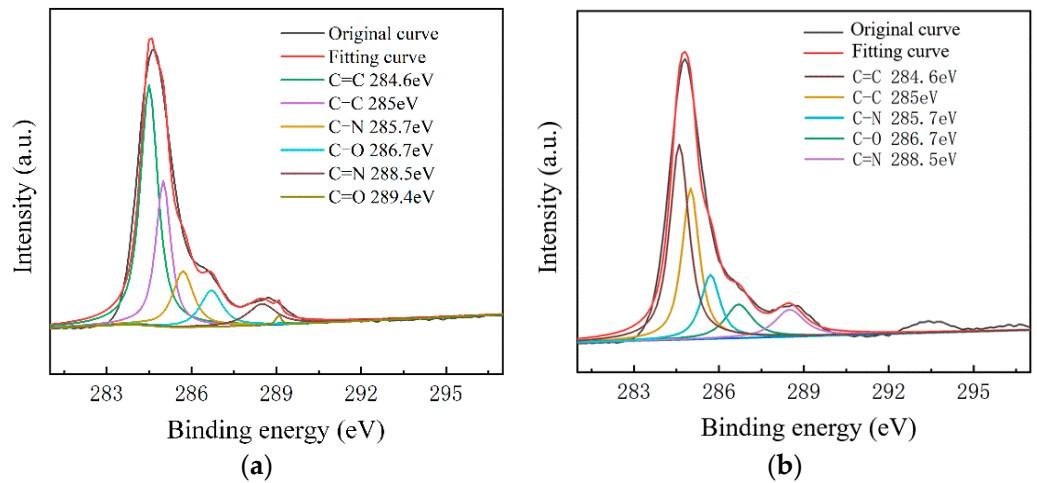 Original curve
Fitting curve
C=C 284.6eV
C-C 285eV
C-N 285.7eV
C-O 286.7eV
C=N 288.5eV
C=O 289.4eV
Intensity (a.u.)
283 286 289 292 295
Binding energy (eV)
(a)
Original curve
Fitting curve
C=C 284.6eV
C-C 285eV
C-N 285.7eV
C-O 286.7eV
C=N 288.5eV
Intensity (a.u.)
283 286 289 292 295
Binding energy (eV)
(b)